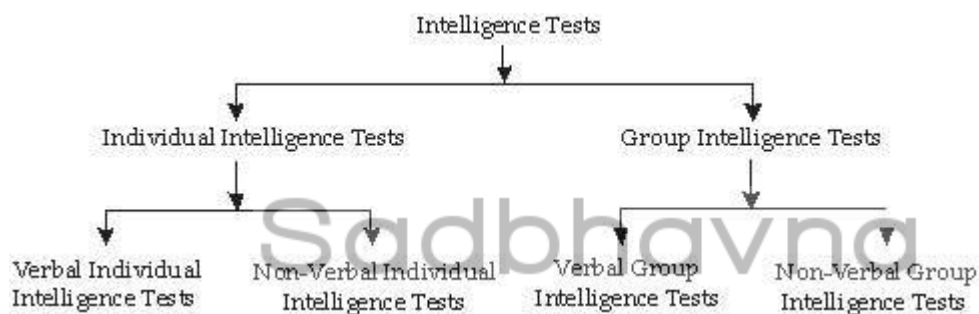 Intelligence Tests
Individual Intelligence Tests
Group Intelligence Tests
Sadbhavna
Verbal Individual
Intelligence Tests
Non-Verbal Individual
Intelligence Tests
Verbal Group
Intelligence Tests
Non-Verbal Group
Intelligence Tests